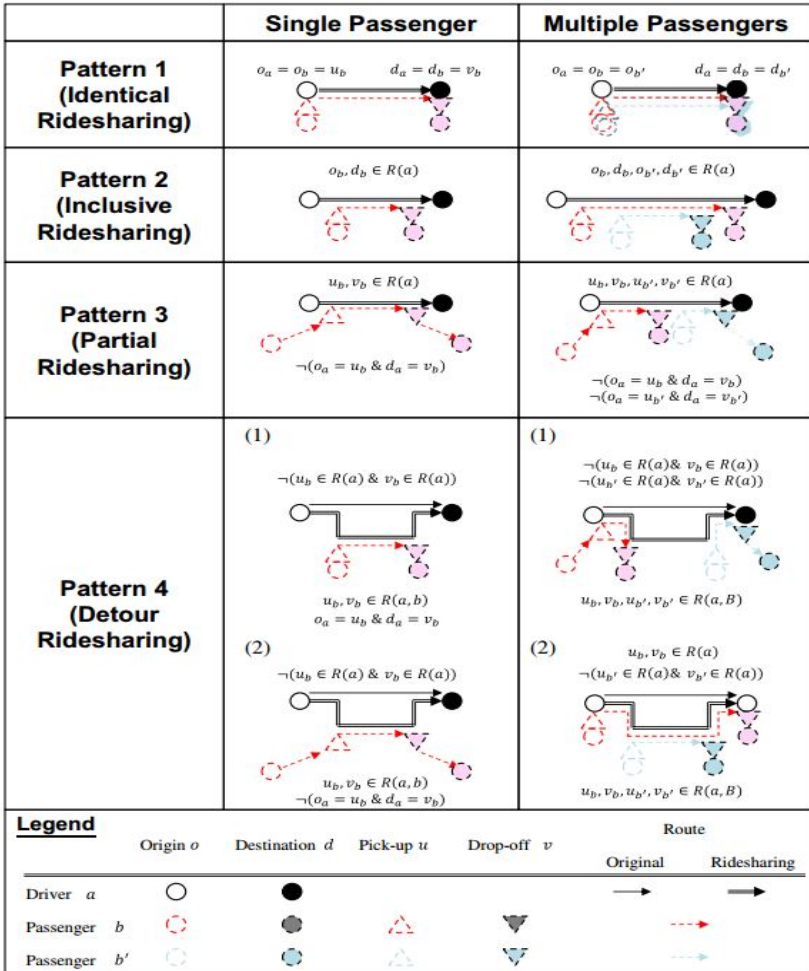 Single Passenger
Multiple Passengers
Pattern 1
(Identical
Ridesharing)
o_a = o_b = u_b    d_a = d_b = v_b
o_a = o_b = o_b′    d_a = d_b = d_b′
Pattern 2
(Inclusive
Ridesharing)
o_b, d_b ∈ R(a)
o_b, d_b, o_b′, d_b′ ∈ R(a)
Pattern 3
(Partial
Ridesharing)
u_b, v_b ∈ R(a)
¬(o_a = u_b & d_a = v_b)
u_b, v_b, u_b′, v_b′ ∈ R(a)
¬(o_a = u_b & d_a = v_b)
¬(o_a = u_b′ & d_a = v_b′)
Pattern 4
(Detour
Ridesharing)
(1)
¬(u_b ∈ R(a) & v_b ∈ R(a))
u_b, v_b ∈ R(a, b)
o_a = u_b & d_a = v_b
(2)
¬(u_b ∈ R(a) & v_b ∈ R(a))
u_b, v_b ∈ R(a, b)
¬(o_a = u_b & d_a = v_b)
(1)
¬(u_b ∈ R(a)& v_b ∈ R(a))
¬(u_b′ ∈ R(a)& v_b′ ∈ R(a))
u_b, v_b, u_b′, v_b′ ∈ R(a, B)
(2)
u_b, v_b ∈ R(a)
¬(u_b′ ∈ R(a)& v_b′ ∈ R(a))
u_b, v_b, u_b′, v_b′ ∈ R(a, B)
Legend
Origin o    Destination d    Pick-up u    Drop-off v    Route
Original    Ridesharing
Driver a
Passenger b
Passenger b′